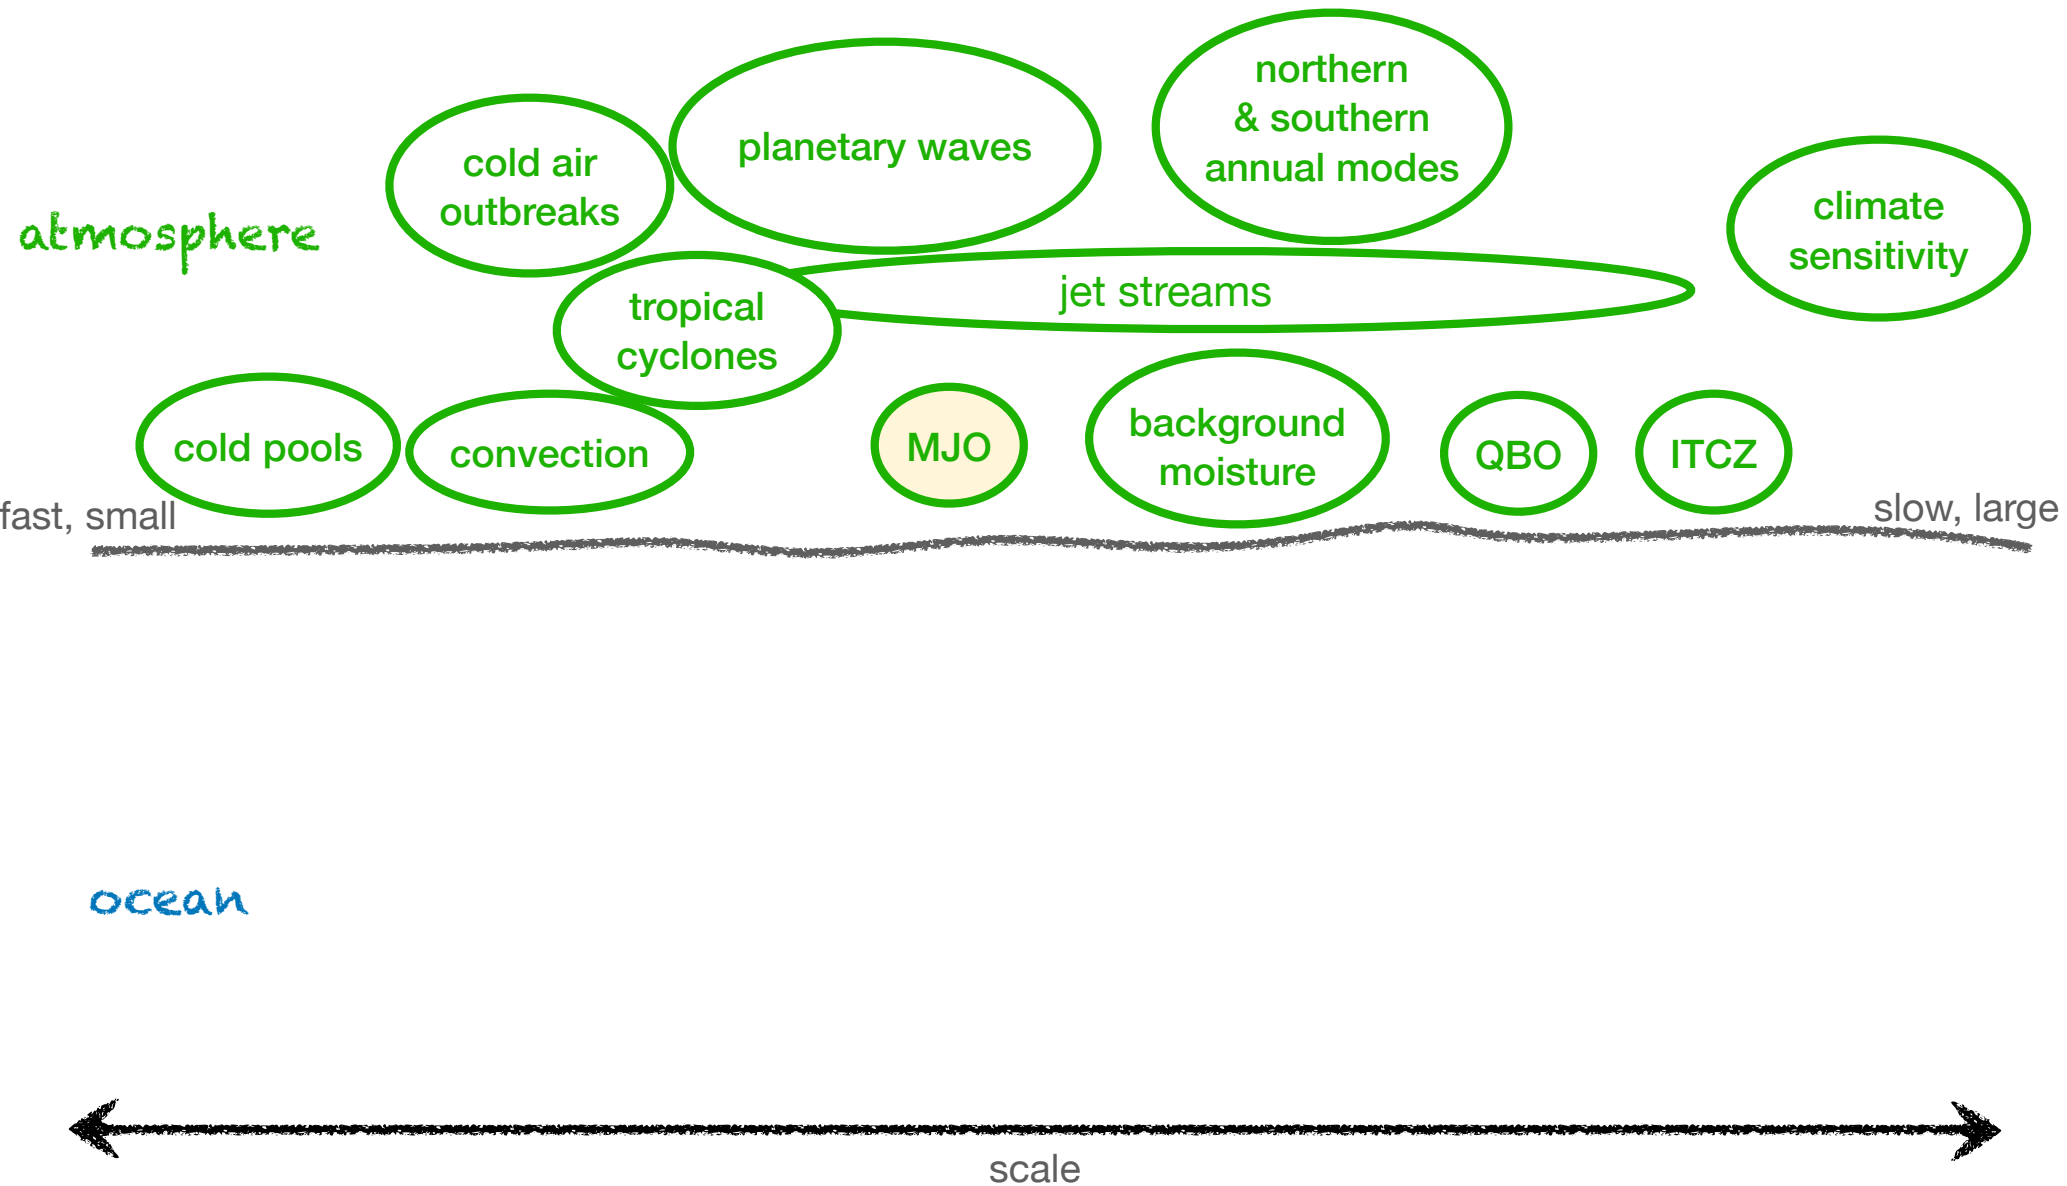 northern
& southern
annual modes
planetary waves
cold air
outbreaks
climate
sensitivity
atmosphere
jet streams
tropical
cyclones
cold pools
convection
MJO
background
moisture
QBO
ITCZ
fast, small
slow, large
ocean
scale